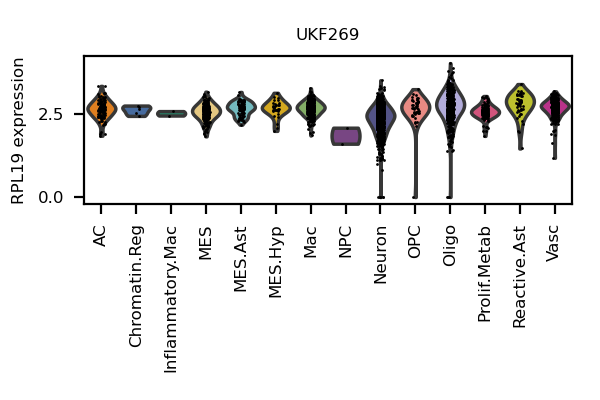 UKF269
RPL19 expression
2.5
0.0
AC
Chromatin.Reg
Inflammatory.Mac
MES
MES.Ast
MES.Hyp
Mac
NPC
Neuron
OPC
Oligo
Prolif.Metab
Reactive.Ast
Vasc